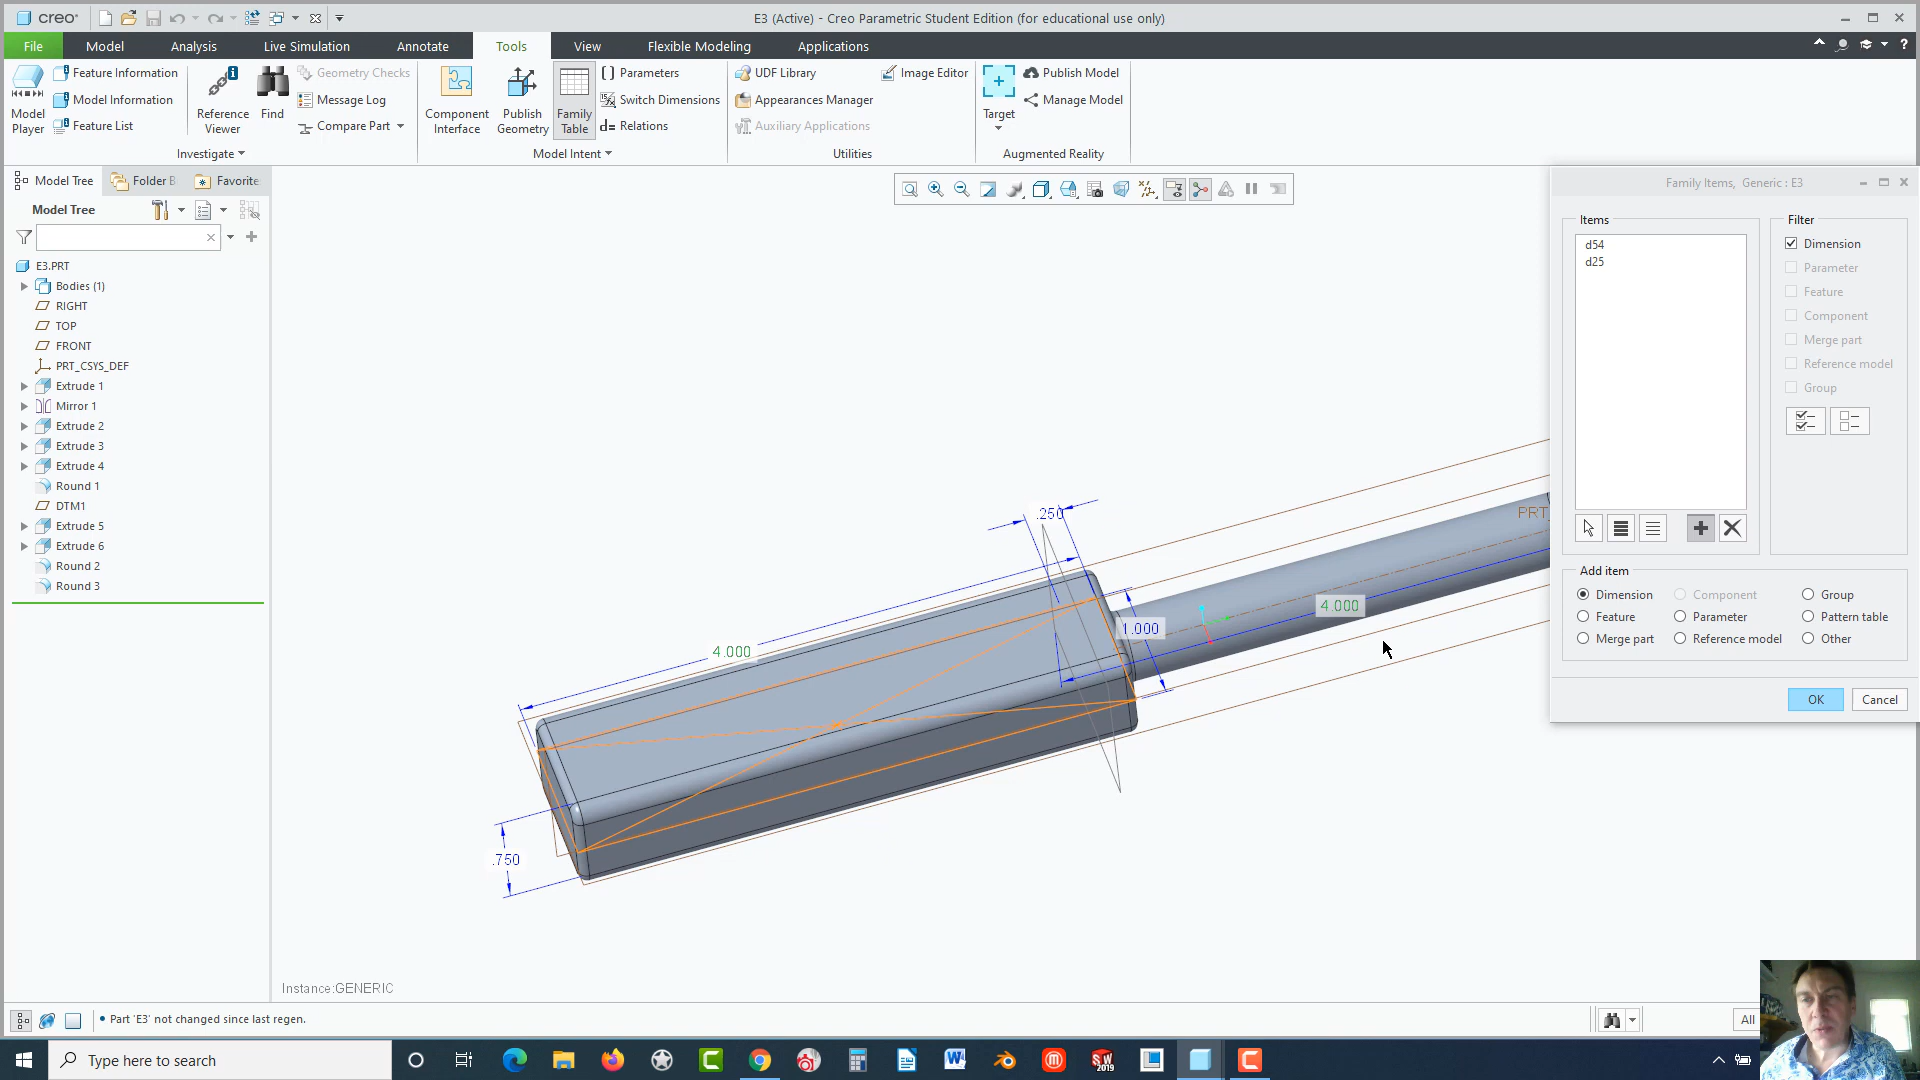 creo
E3 (Active) - Creo Parametric Student Edition (for educational use only)
File Model Analysis Live Simulation Annotate Tools View Flexible Modeling Applications
Model Player
Feature Information
Model Information
Feature List
Reference Viewer
Find
Geometry Checks
Message Log
Compare Part
Investigate
Component Interface
Publish Geometry
Family Table
Parameters
Switch Dimensions
d= Relations
Model Intent
UDF Library
Appearances Manager
Auxiliary Applications
Image Editor
Utilities
Target
Publish Model
Manage Model
Augmented Reality
Model Tree Folder B Favorite
Model Tree
E3.PRT
Bodies (1)
RIGHT
TOP
FRONT
PRT_CSYS_DEF
Extrude 1
Mirror 1
Extrude 2
Extrude 3
Extrude 4
Round 1
DTM1
Extrude 5
Extrude 6
Round 2
Round 3
.250
PRT_
4.000
1.000
4.000
.750
Instance:GENERIC
Family Items, Generic : E3
Items
d54
d25
Filter
Dimension
Parameter
Feature
Component
Merge part
Reference model
Group
Add item
Dimension Component Group
Feature Parameter Pattern table
Merge part Reference model Other
OK Cancel
• Part 'E3' not changed since last regen.
All
Type here to search
SW
2019